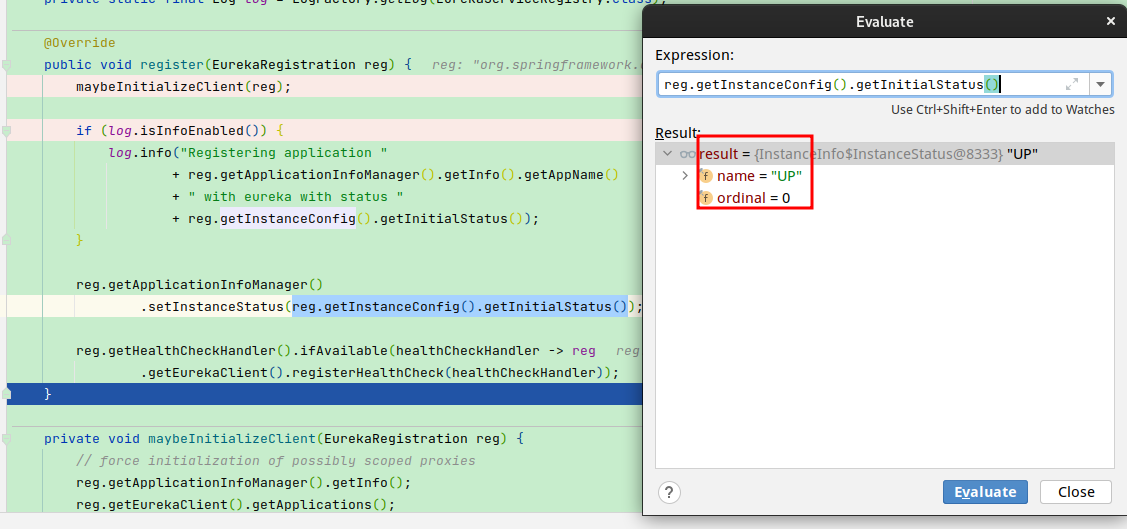 private static final Log log = LogFactory.getLog(EurekaServiceRegistry.class);
@Override
public void register(EurekaRegistration reg) {   reg: "org.springframework.
maybeInitializeClient(reg);
if (log.isInfoEnabled()) {
log.info("Registering application "
+ reg.getApplicationInfoManager().getInfo().getAppName()
+ " with eureka with status "
+ reg.getInstanceConfig().getInitialStatus());
}
reg.getApplicationInfoManager()
.setInstanceStatus(reg.getInstanceConfig().getInitialStatus());
reg.getHealthCheckHandler().ifAvailable(healthCheckHandler -> reg   reg
.getEurekaClient().registerHealthCheck(healthCheckHandler));
}
private void maybeInitializeClient(EurekaRegistration reg) {
// force initialization of possibly scoped proxies
reg.getApplicationInfoManager().getInfo();
reg.getEurekaClient().getApplications();
Evaluate
×
Expression:
reg.getInstanceConfig().getInitialStatus()
Use Ctrl+Shift+Enter to add to Watches
Result:
result = {InstanceInfo$InstanceStatus@8333} "UP"
f name = "UP"
f ordinal = 0
?
Evaluate
Close